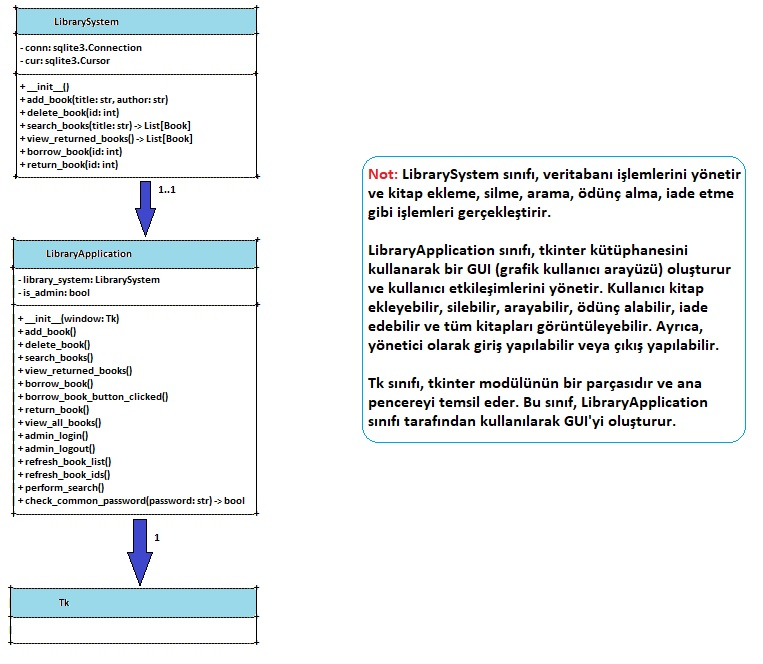 LibrarySystem
- conn: sqlite3.Connection
- cur: sqlite3.Cursor
+ __init__()
+ add_book(title: str, author: str)
+ delete_book(id: int)
+ search_books(title: str) -> List[Book]
+ view_returned_books() -> List[Book]
+ borrow_book(id: int)
+ return_book(id: int)
1..1
LibraryApplication
- library_system: LibrarySystem
- is_admin: bool
+ __init__(window: Tk)
+ add_book()
+ delete_book()
+ search_books()
+ view_returned_books()
+ borrow_book()
+ borrow_book_button_clicked()
+ return_book()
+ view_all_books()
+ admin_login()
+ admin_logout()
+ refresh_book_list()
+ refresh_book_ids()
+ perform_search()
+ check_common_password(password: str) -> bool
1
Tk
Not: LibrarySystem sınıfı, veritabanı işlemlerini yönetir
ve kitap ekleme, silme, arama, ödünç alma, iade etme
gibi işlemleri gerçekleştirir.
LibraryApplication sınıfı, tkinter kütüphanesini
kullanarak bir GUI (grafik kullanıcı arayüzü) oluşturur
ve kullanıcı etkileşimlerini yönetir. Kullanıcı kitap
ekleyebilir, silebilir, arayabilir, ödünç alabilir, iade
edebilir ve tüm kitapları görüntüleyebilir. Ayrıca,
yönetici olarak giriş yapılabilir veya çıkış yapılabilir.
Tk sınıfı, tkinter modülünün bir parçasıdır ve ana
pencereyi temsil eder. Bu sınıf, LibraryApplication
sınıfı tarafından kullanılarak GUI'yi oluşturur.